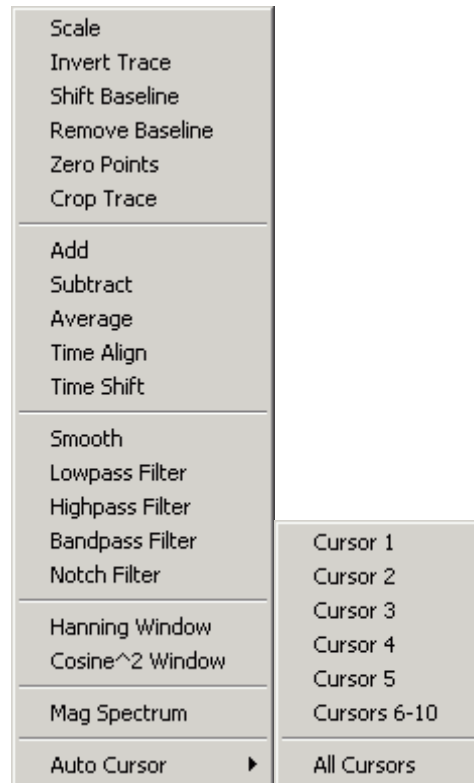 Scale
Invert Trace
Shift Baseline
Remove Baseline
Zero Points
Crop Trace
Add
Subtract
Average
Time Align
Time Shift
Smooth
Lowpass Filter
Highpass Filter
Bandpass Filter
Notch Filter
Hanning Window
Cosine^2 Window
Mag Spectrum
Auto Cursor
Cursor 1
Cursor 2
Cursor 3
Cursor 4
Cursor 5
Cursors 6-10
All Cursors